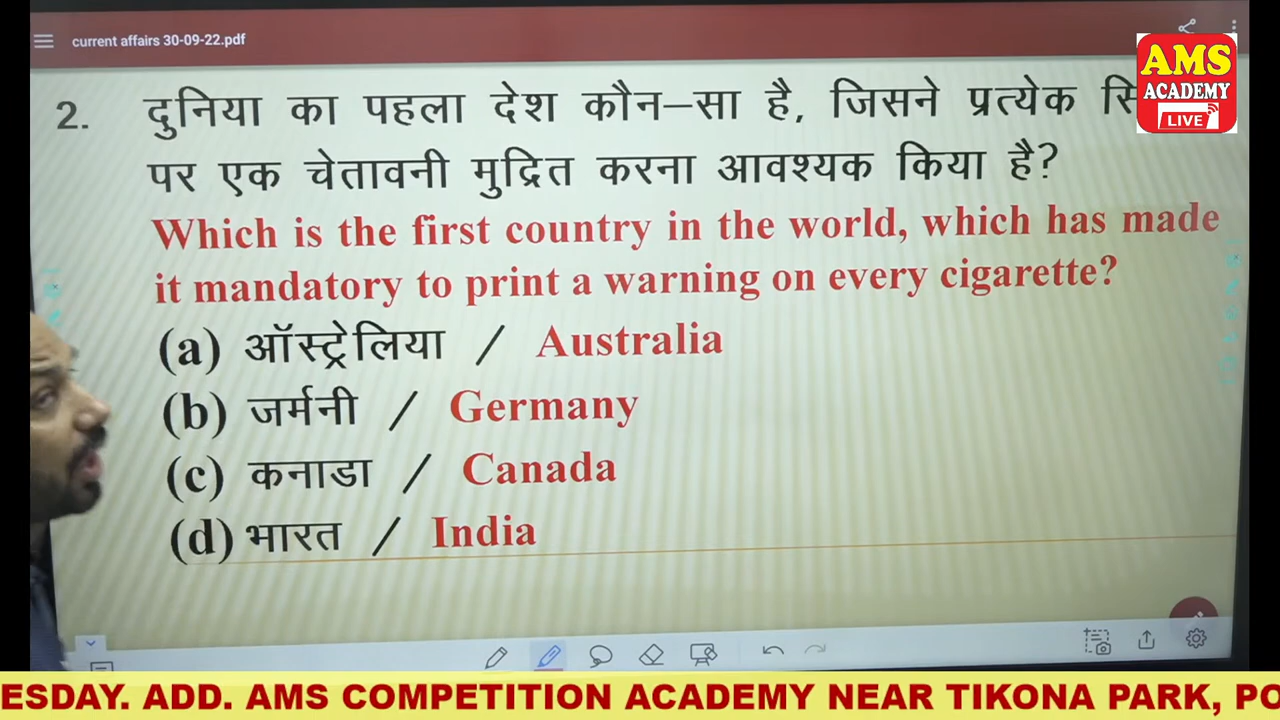 current affairs 30-09-22.pdf
AMS
ACADEMY
LIVE
2. दुनिया का पहला देश कौन–सा है, जिसने प्रत्येक
पर एक चेतावनी मुद्रित करना आवश्यक किया है?
Which is the first country in the world, which has made
it mandatory to print a warning on every cigarette?
(a) ऑस्ट्रेलिया / Australia
(b) जर्मनी / Germany
(c) कनाडा / Canada
(d) भारत / India
ESDAY. ADD. AMS COMPETITION ACADEMY NEAR TIKONA PARK, PO